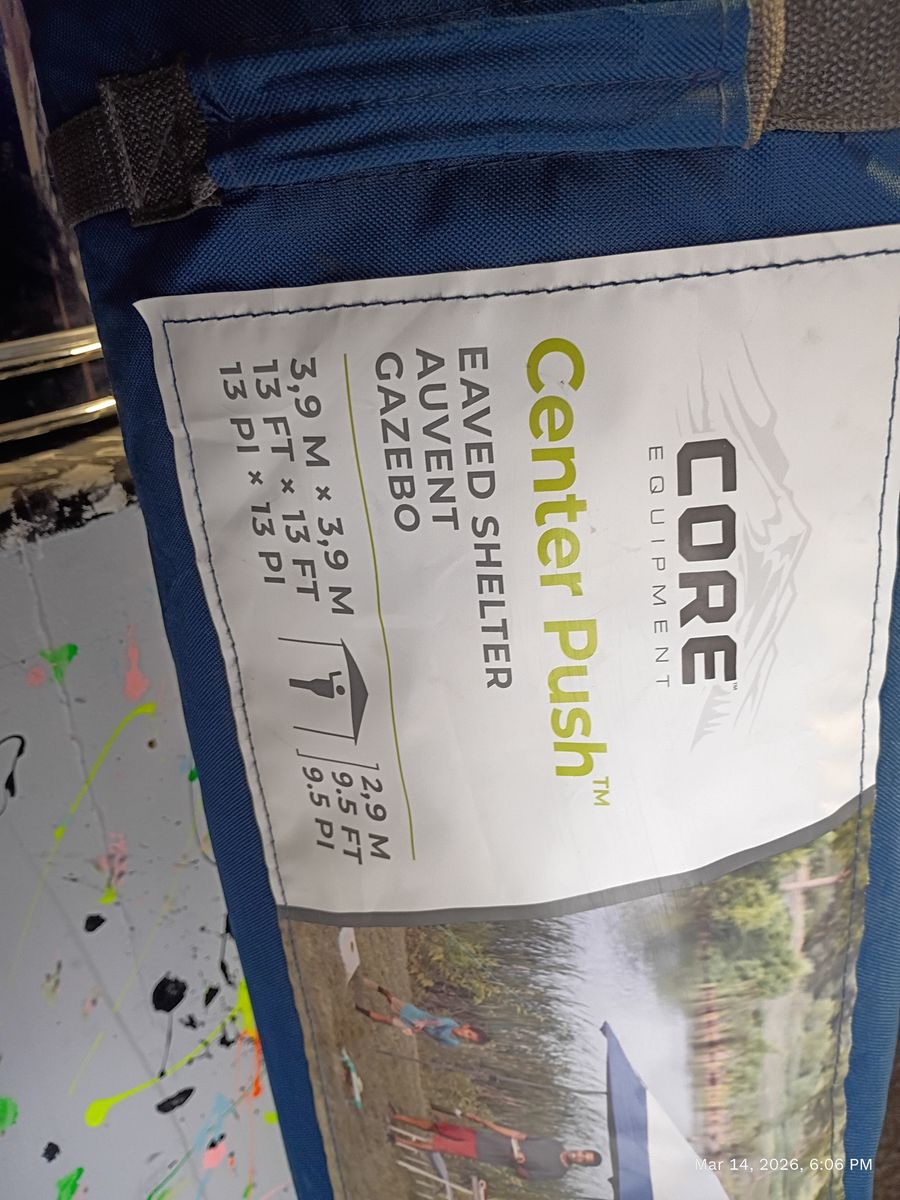 CORE™
EQUIPMENT
Center Push™
EAVED SHELTER
AUVENT
GAZEBO
3,9 M × 3,9 M
13 FT × 13 FT
13 PI × 13 PI
2,9 M
9.5 FT
9.5 PI
Mar 14, 2026, 6:06 PM